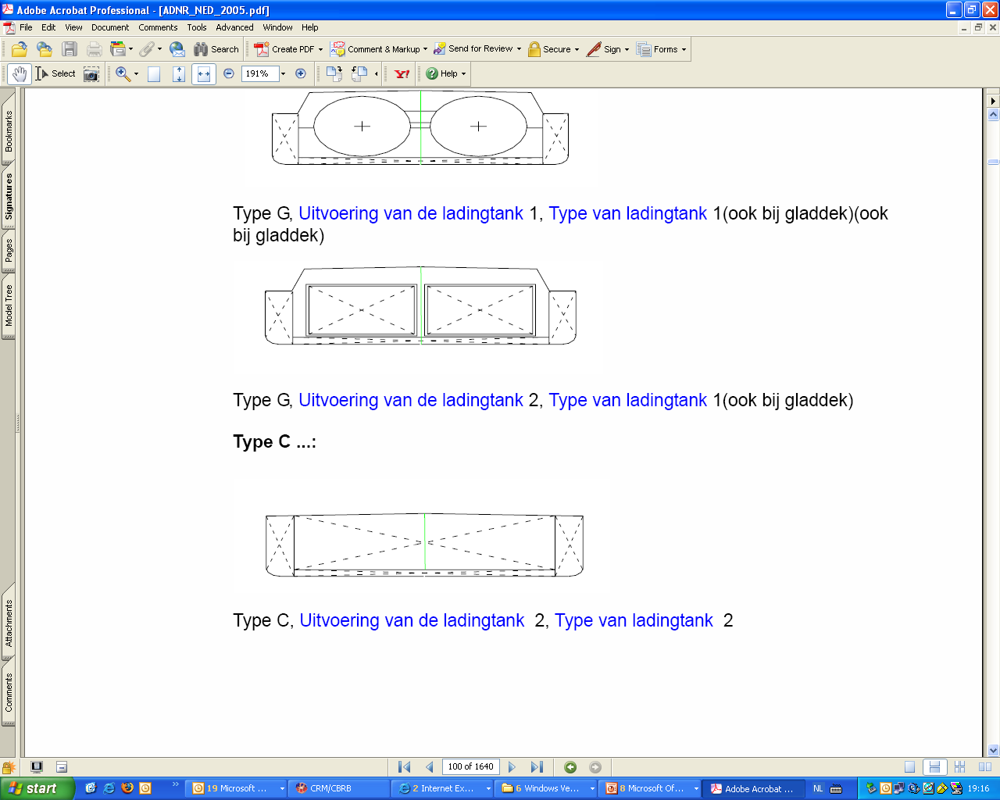 Adobe Acrobat Professional - [ADNR_NED_2005.pdf]
File Edit View Document Comments Tools Advanced Window Help
Search Create PDF Comment & Markup Send for Review Secure Sign Forms
Select 191% Y! Help
Bookmarks
Signatures
Pages
Model Tree
Attachments
Comments
Type G, Uitvoering van de ladingtank 1, Type van ladingtank 1(ook bij gladdek)(ook
bij gladdek)
Type G, Uitvoering van de ladingtank 2, Type van ladingtank 1(ook bij gladdek)
Type C ...:
Type C, Uitvoering van de ladingtank 2, Type van ladingtank 2
100 of 1640
start » 19 Microsoft ... CRM/CBRB 2 Internet Ex... 6 Windows Ve... 8 Microsoft Of... Adobe Acrobat ... NL 19:16